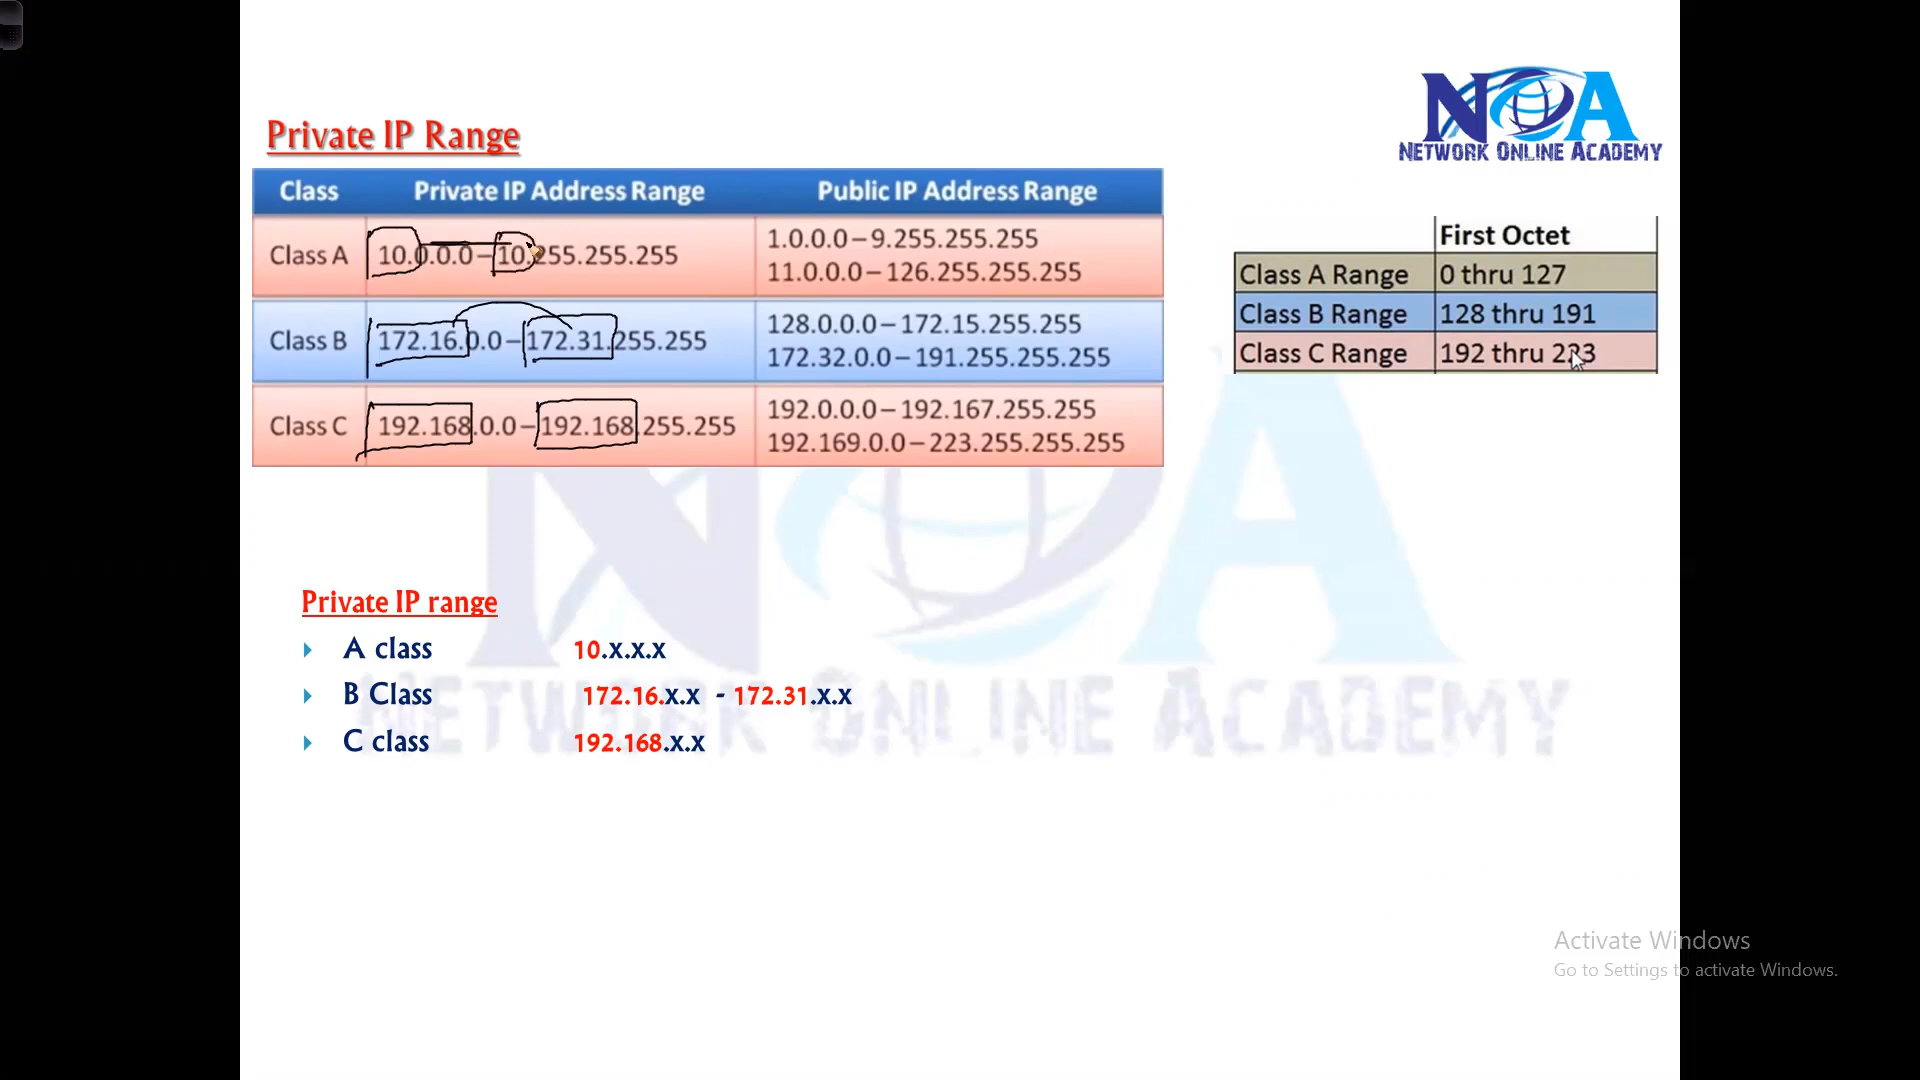 NOA
NETWORK ONLINE ACADEMY
Private IP Range
Class Private IP Address Range Public IP Address Range
Class A 10.0.0.0 – 10.255.255.255 1.0.0.0 – 9.255.255.255
11.0.0.0 – 126.255.255.255
Class B 172.16.0.0 – 172.31.255.255 128.0.0.0 – 172.15.255.255
172.32.0.0 – 191.255.255.255
Class C 192.168.0.0 – 192.168.255.255 192.0.0.0 – 192.167.255.255
192.169.0.0 – 223.255.255.255
First Octet
Class A Range 0 thru 127
Class B Range 128 thru 191
Class C Range 192 thru 223
NOA
NETWORK ONLINE ACADEMY
Private IP range
A class 10.x.x.x
B Class 172.16.x.x - 172.31.x.x
C class 192.168.x.x
Activate Windows
Go to Settings to activate Windows.